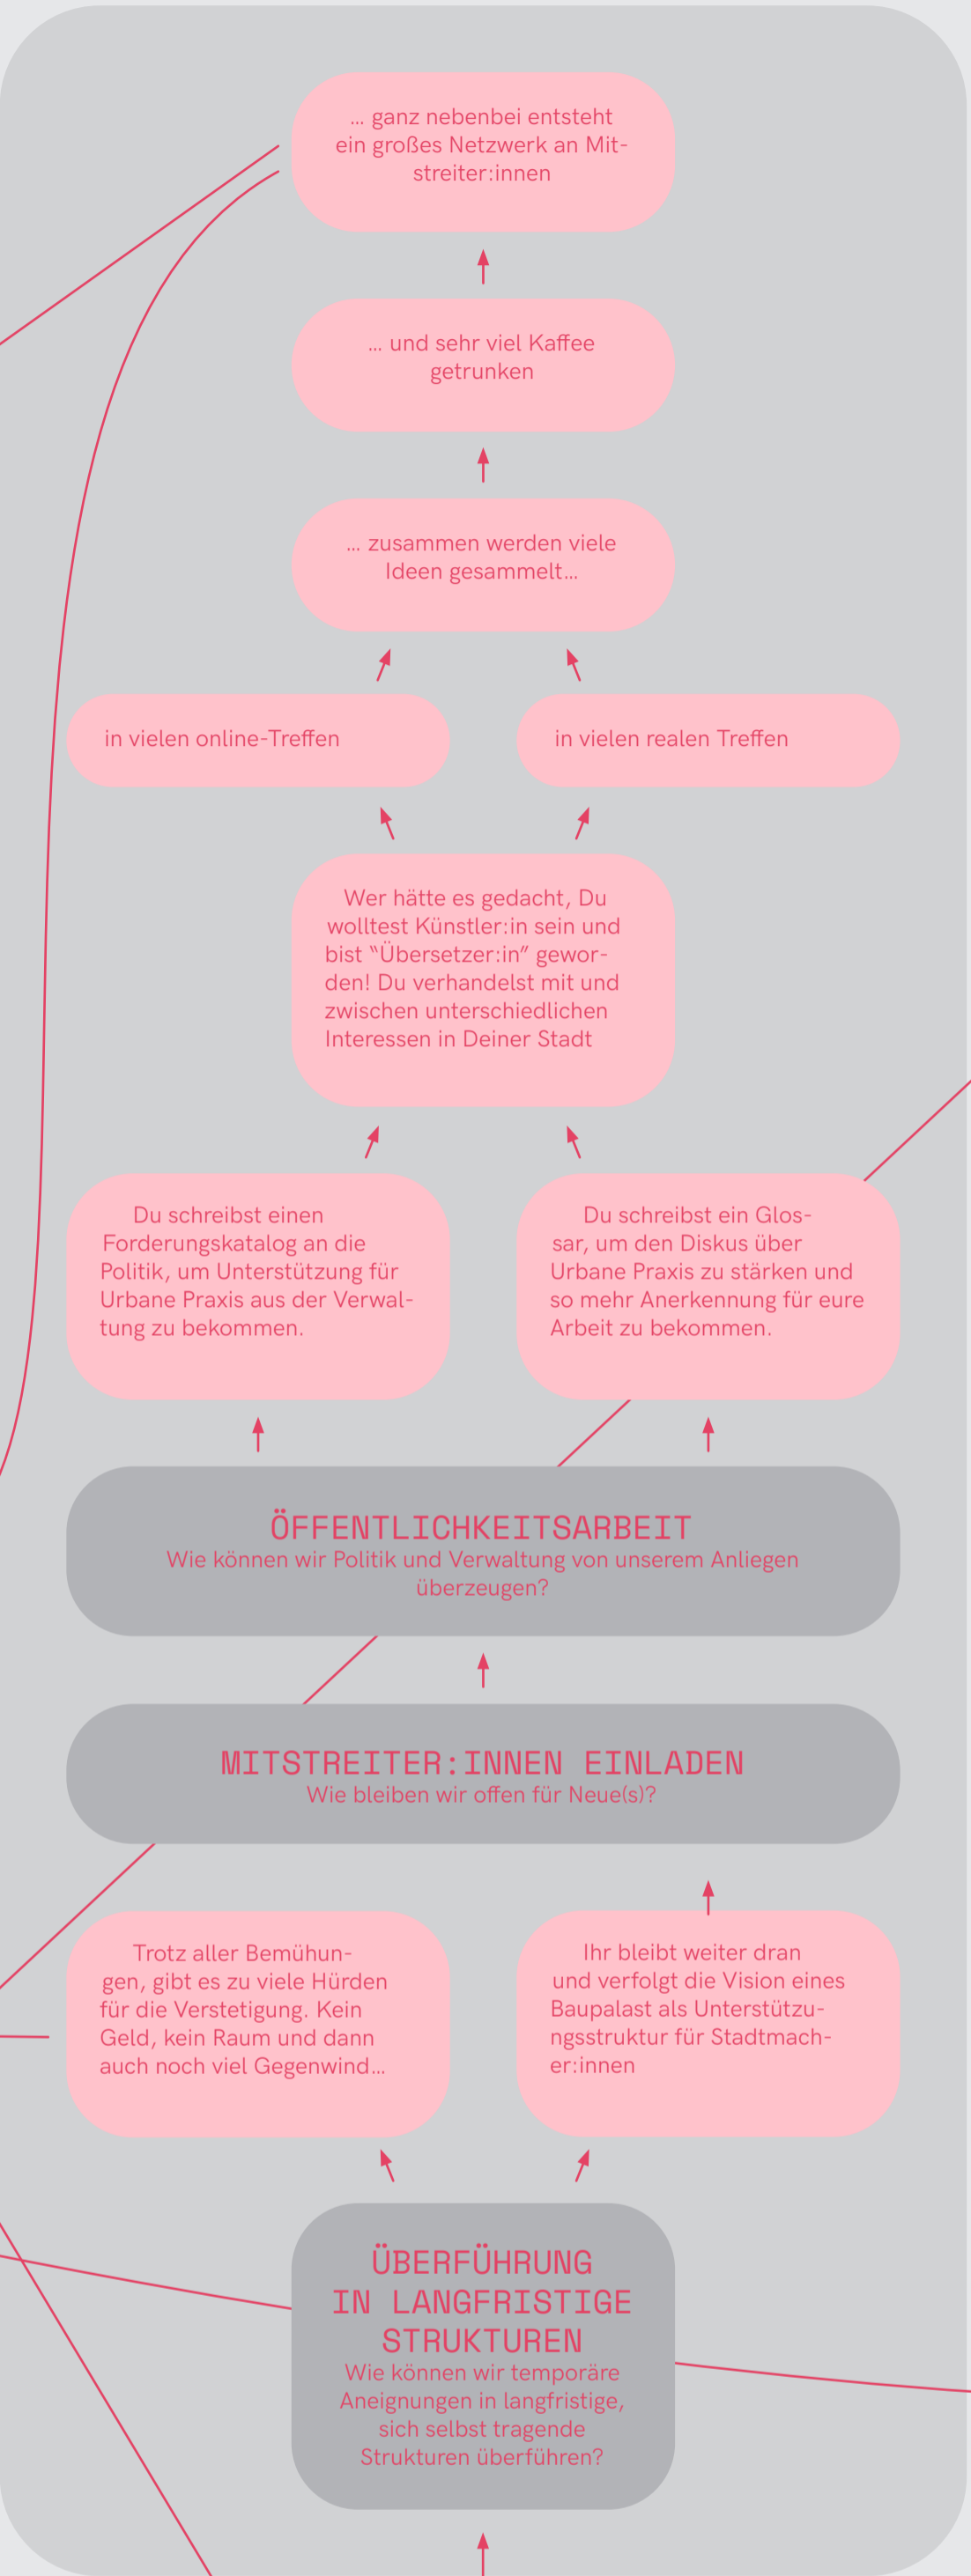 ... ganz nebenbei entsteht
ein großes Netzwerk an Mit-
streiter:innen
... und sehr viel Kaffee
getrunken
... zusammen werden viele
Ideen gesammelt...
in vielen online-Treffen
in vielen realen Treffen
Wer hätte es gedacht, Du
wolltest Künstler:in sein und
bist “Übersetzer:in” gewor-
den! Du verhandelst mit und
zwischen unterschiedlichen
Interessen in Deiner Stadt
Du schreibst einen
Forderungskatalog an die
Politik, um Unterstützung für
Urbane Praxis aus der Verwal-
tung zu bekommen.
Du schreibst ein Glos-
sar, um den Diskus über
Urbane Praxis zu stärken und
so mehr Anerkennung für eure
Arbeit zu bekommen.
ÖFFENTLICHKEITSARBEIT
Wie können wir Politik und Verwaltung von unserem Anliegen
überzeugen?
MITSTREITER:INNEN EINLADEN
Wie bleiben wir offen für Neue(s)?
Trotz aller Bemühun-
gen, gibt es zu viele Hürden
für die Verstetigung. Kein
Geld, kein Raum und dann
auch noch viel Gegenwind...
Ihr bleibt weiter dran
und verfolgt die Vision eines
Baupalast als Unterstützu-
ngsstruktur für Stadtmach-
er:innen
ÜBERFÜHRUNG
IN LANGFRISTIGE
STRUKTUREN
Wie können wir temporäre
Aneignungen in langfristige,
sich selbst tragende
Strukturen überführen?